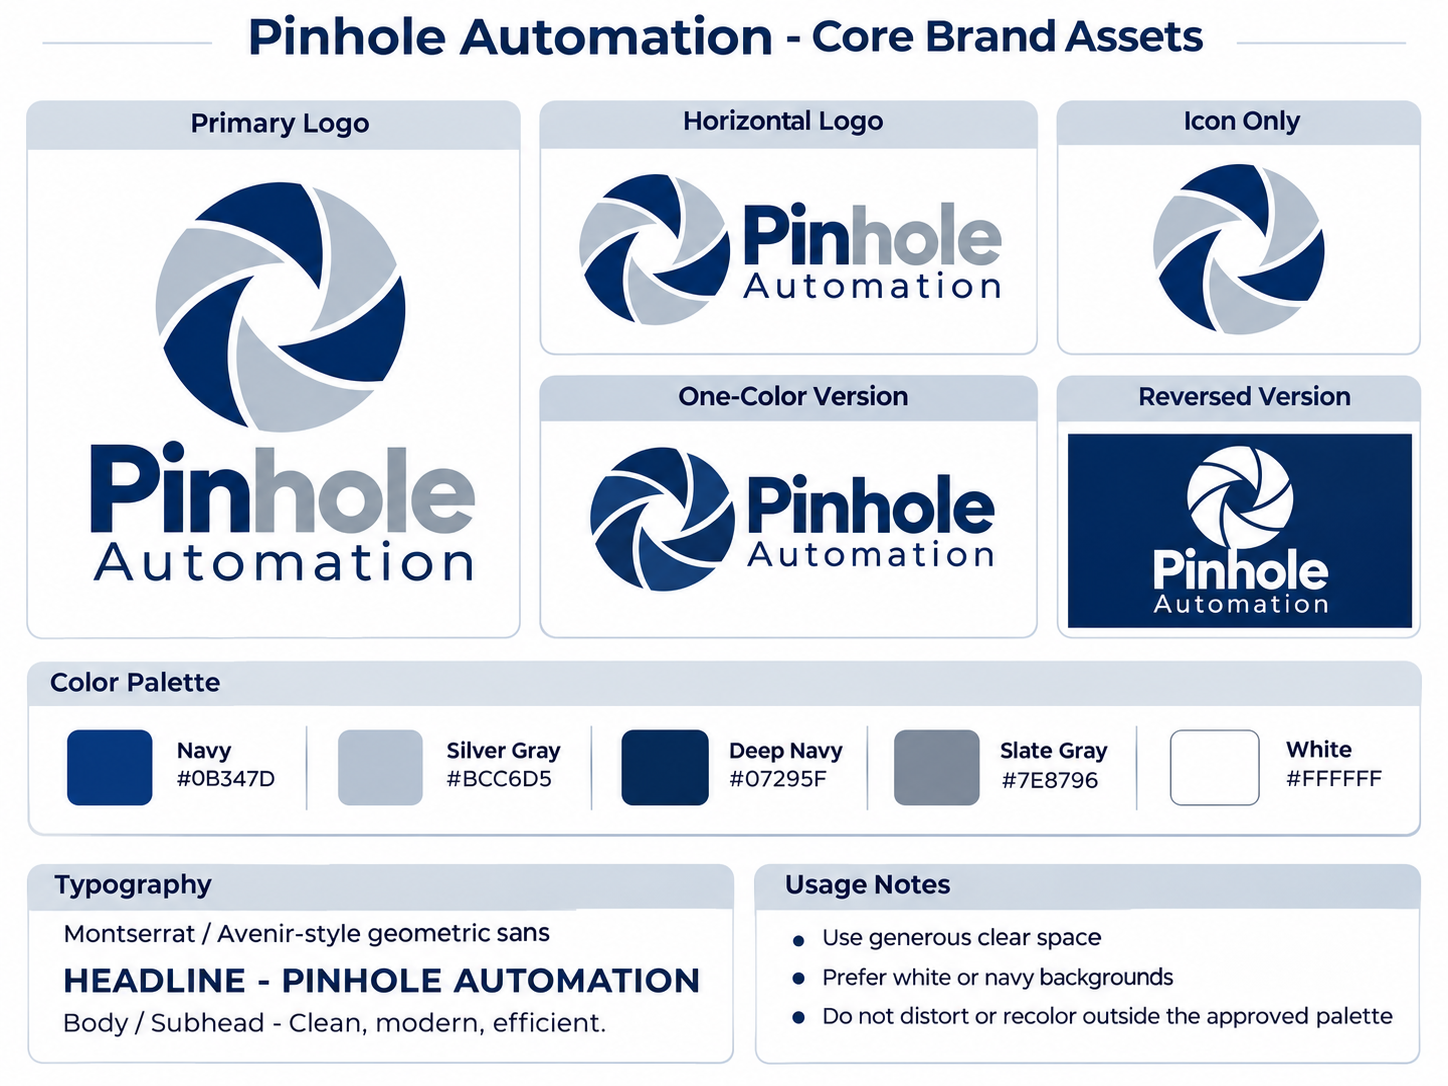 Pinhole Automation - Core Brand Assets
Primary Logo
Pinhole
Automation
Horizontal Logo
Pinhole
Automation
Icon Only
One-Color Version
Pinhole
Automation
Reversed Version
Pinhole
Automation
Color Palette
Navy
#0B347D
Silver Gray
#BCC6D5
Deep Navy
#07295F
Slate Gray
#7E8796
White
#FFFFFF
Typography
Montserrat / Avenir-style geometric sans
HEADLINE - PINHOLE AUTOMATION
Body / Subhead - Clean, modern, efficient.
Usage Notes
● Use generous clear space
● Prefer white or navy backgrounds
● Do not distort or recolor outside the approved palette